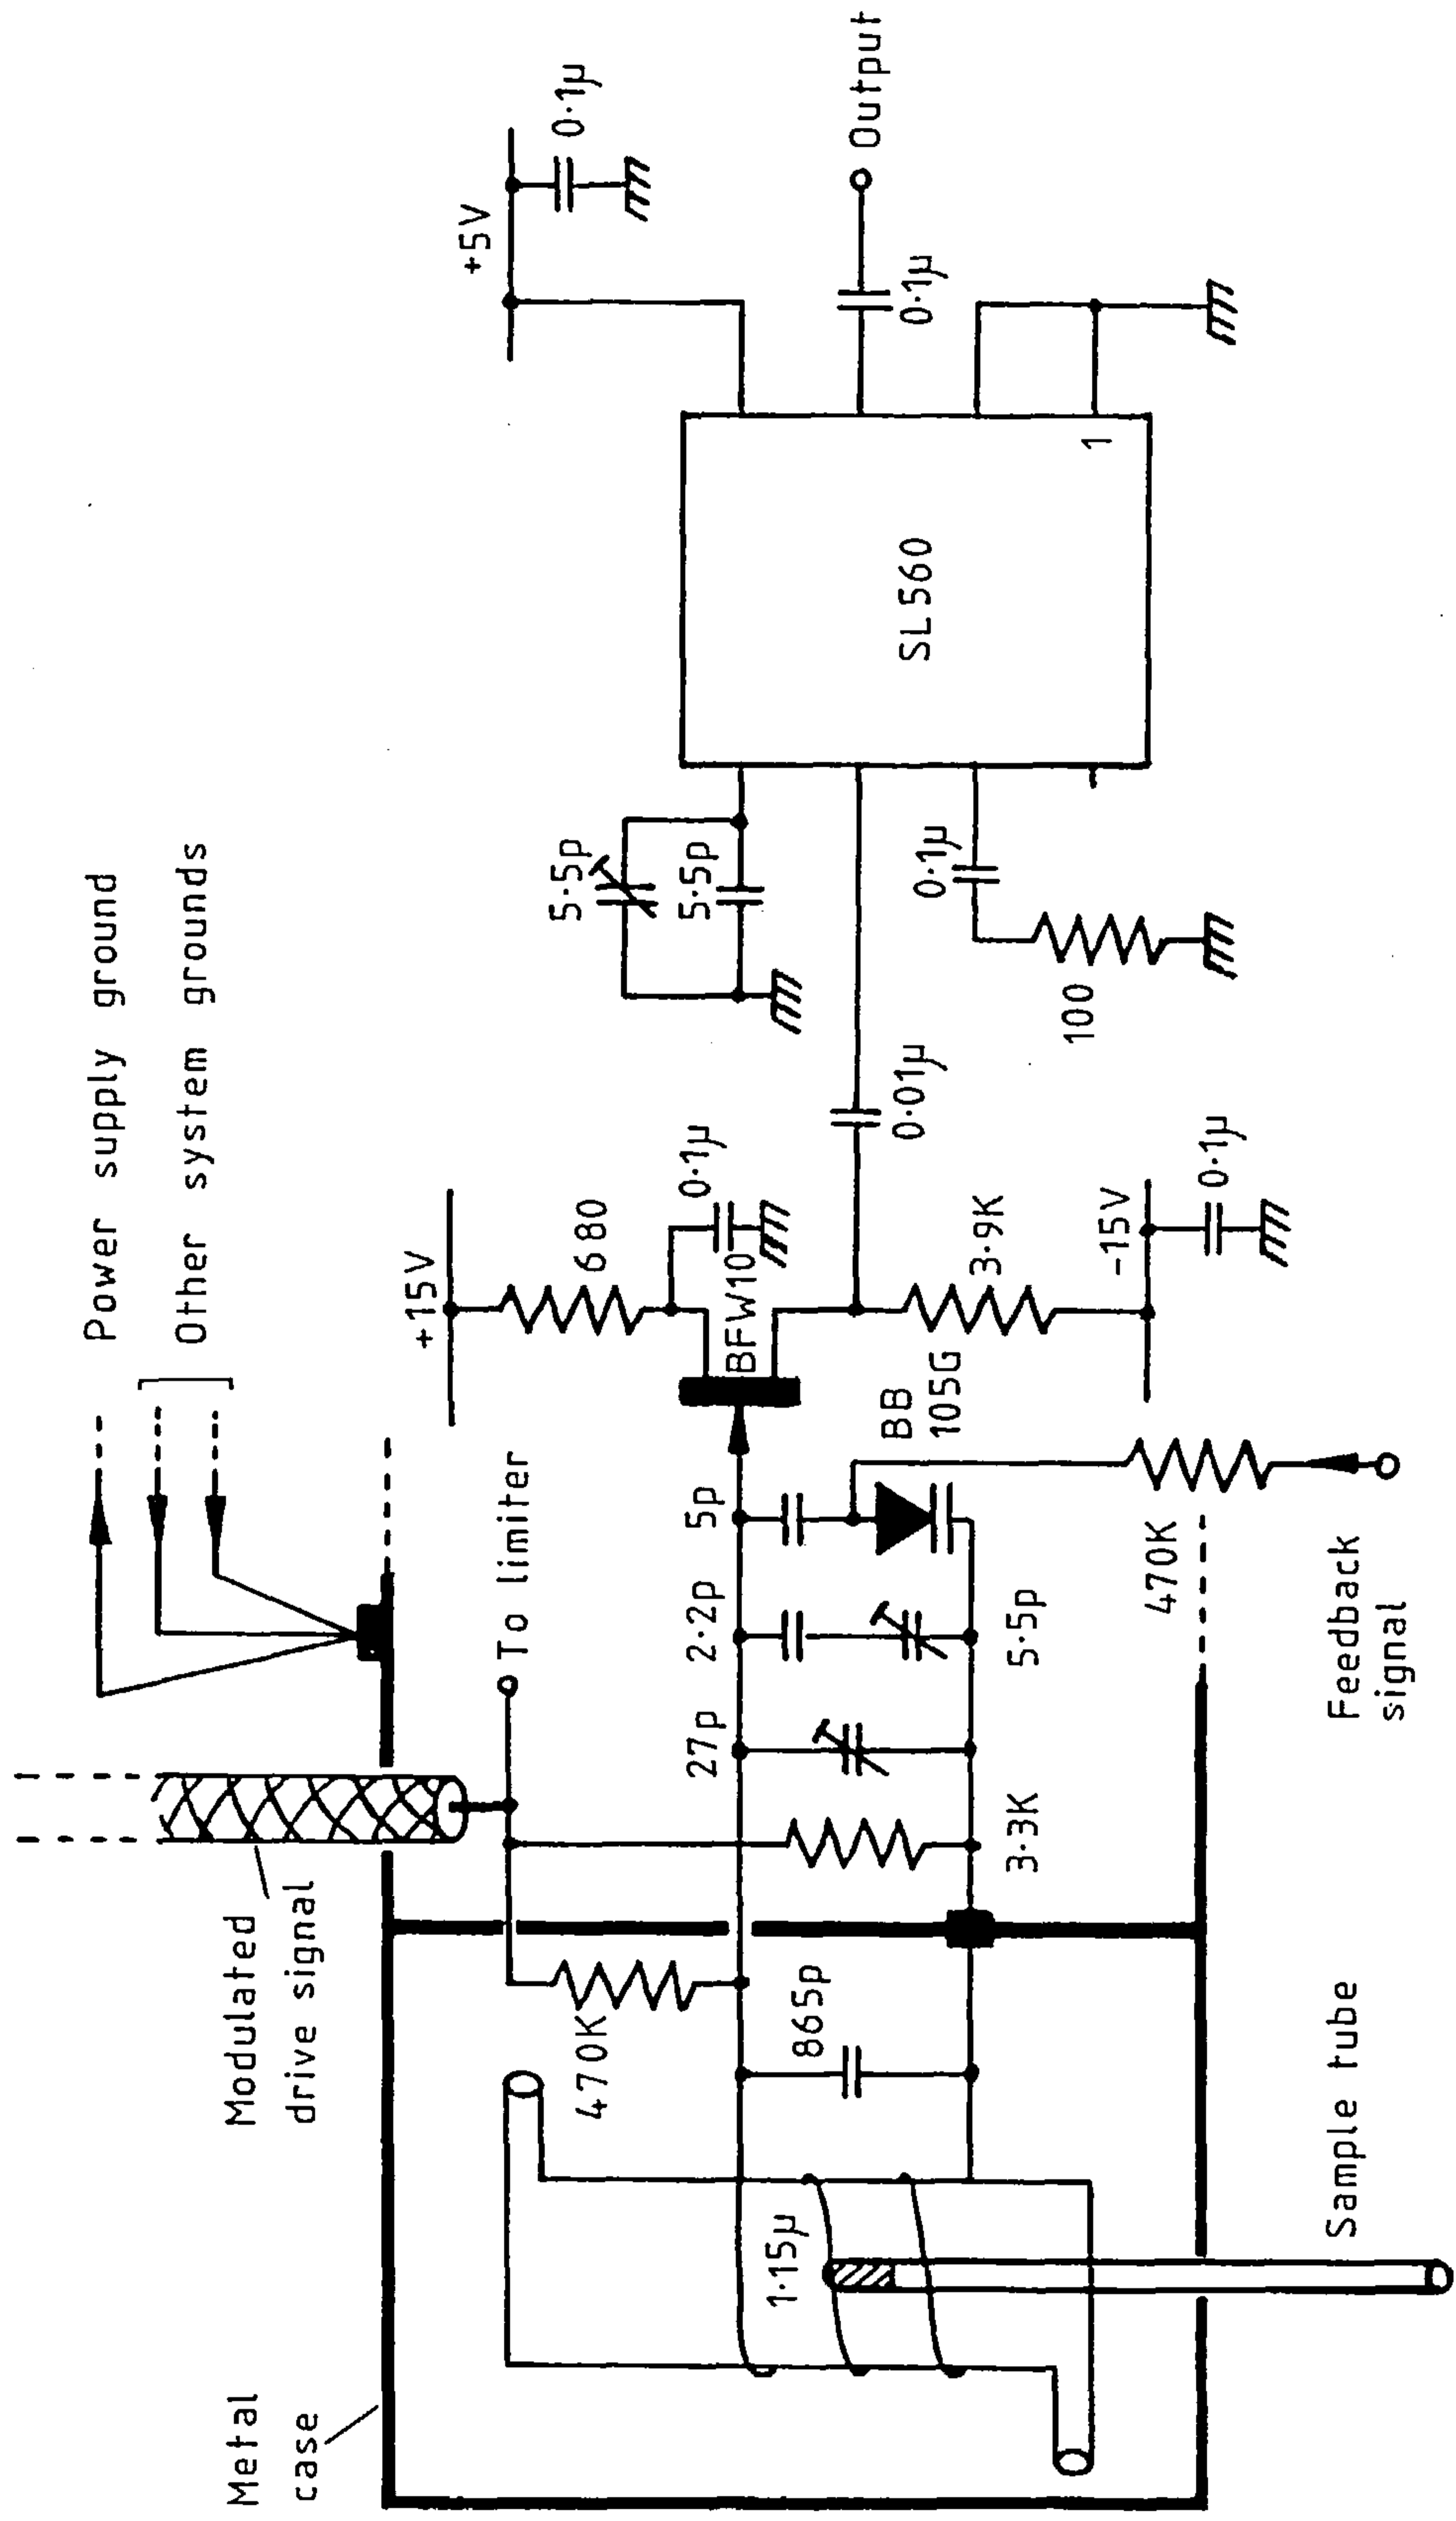 Metal
case
Modulated
drive signal
Power supply ground
Other system grounds
To limiter
470K
865p
1·15µ
Sample tube
3·3K
27p
2·2p
5p
5·5p
BB
105G
470K
Feedback
signal
+15V
680
0·1µ
BFW10
3·9K
-15V
0·1µ
0·01µ
5·5p
5·5p
0·1µ
100
SL560
1
+5V
0·1µ
0·1µ
Output